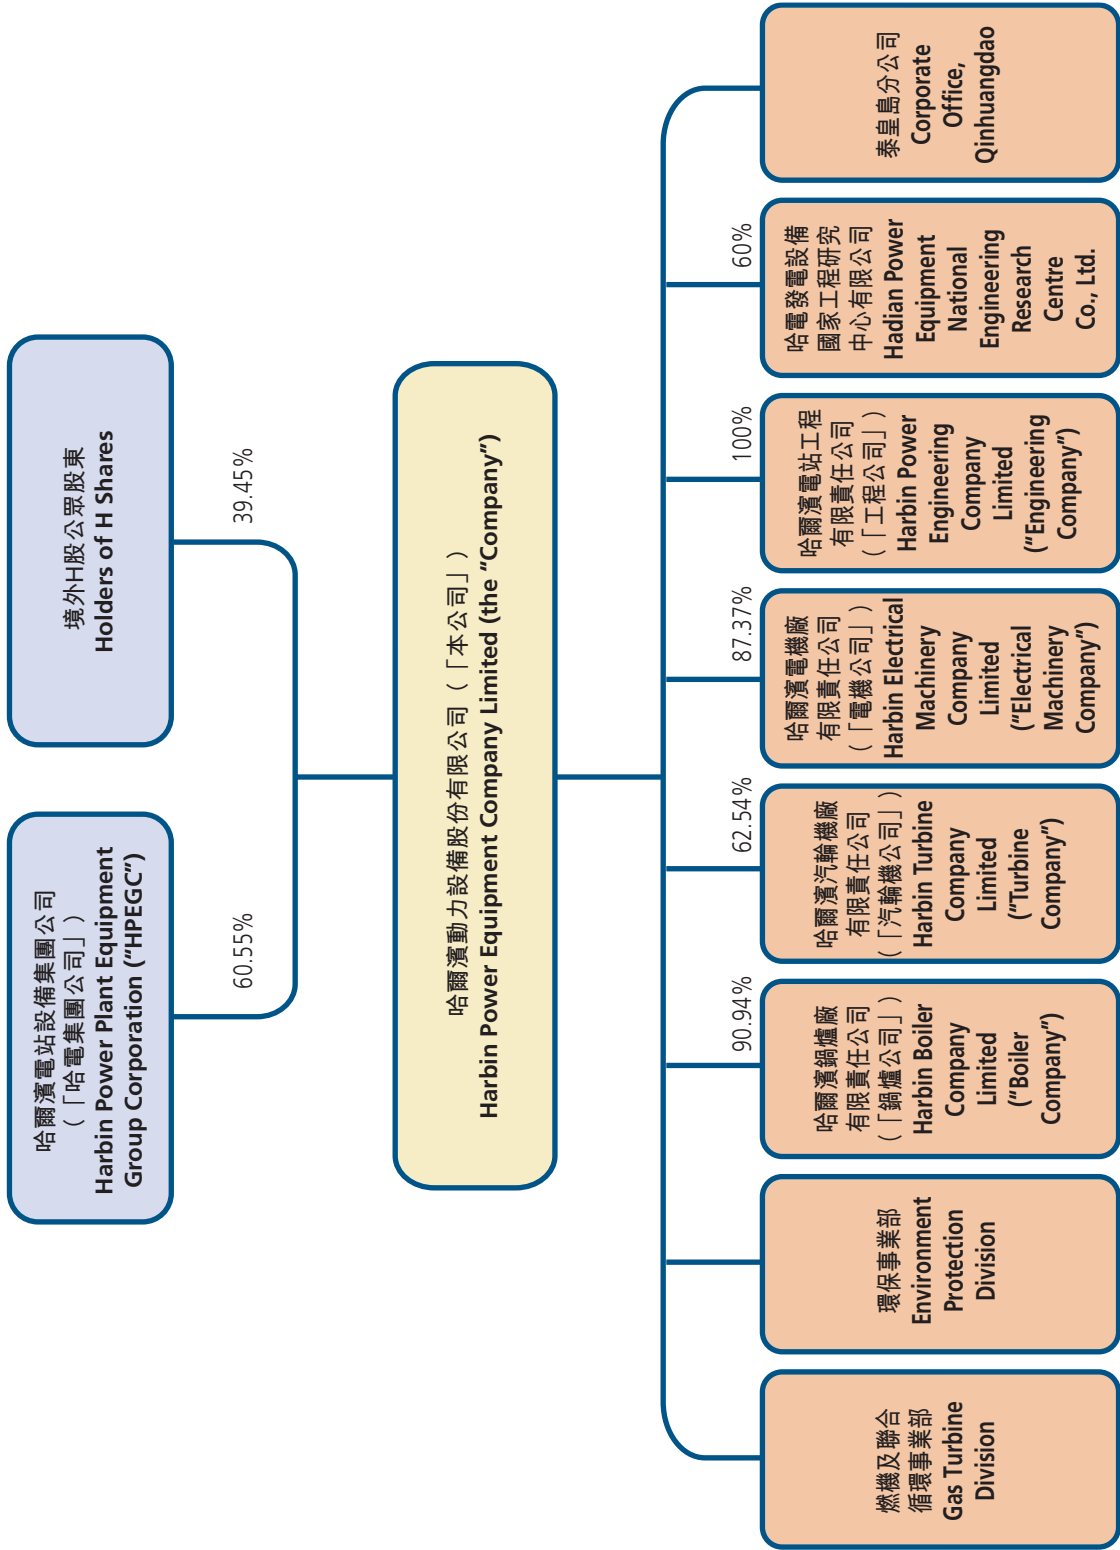 哈爾濱電站設備集團公司
（「哈電集團公司」）
Harbin Power Plant Equipment
Group Corporation (“HPEGC”)
境外H股公眾股東
Holders of H Shares
60.55%
39.45%
哈爾濱動力設備股份有限公司（「本公司」）
Harbin Power Equipment Company Limited (the “Company”)
90.94%
62.54%
87.37%
100%
60%
燃機及聯合
循環事業部
Gas Turbine
Division
環保事業部
Environment
Protection
Division
哈爾濱鍋爐廠
有限責任公司
（「鍋爐公司」）
Harbin Boiler
Company
Limited
(“Boiler
Company”)
哈爾濱汽輪機廠
有限責任公司
（「汽輪機公司」）
Harbin Turbine
Company
Limited
(“Turbine
Company”)
哈爾濱電機廠
有限責任公司
（「電機公司」）
Harbin Electrical
Machinery
Company
Limited
(“Electrical
Machinery
Company”)
哈爾濱電站工程
有限責任公司
（「工程公司」）
Harbin Power
Engineering
Company
Limited
(“Engineering
Company”)
哈電發電設備
國家工程研究
中心有限公司
Hadian Power
Equipment
National
Engineering
Research
Centre
Co., Ltd.
泰皇島分公司
Corporate
Office,
Qinhuangdao